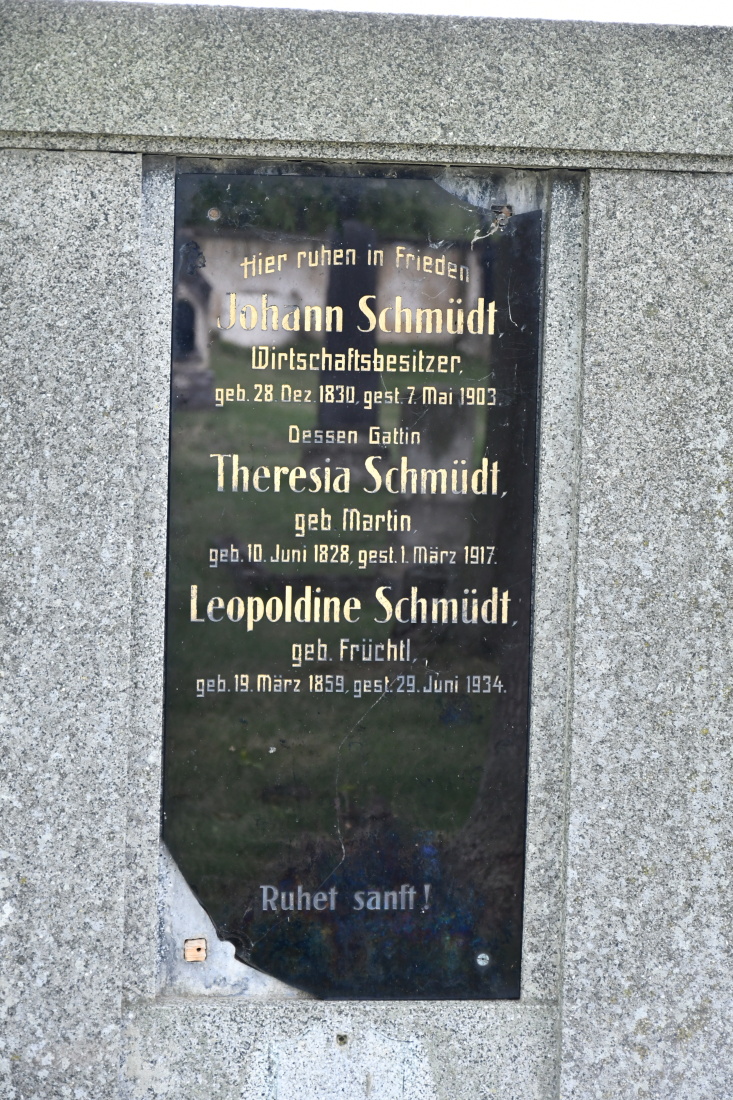 Hier ruhen in Frieden
Johann Schmüdt,
Wirtschaftsbesitzer,
geb. 28. Dez. 1830, gest. 7. Mai 1903.
Dessen Gattin
Theresia Schmüdt,
geb. Martin,
geb. 10. Juni 1828, gest. 1. März 1917.
Leopoldine Schmüdt,
geb. Früchtl,
geb. 19. März 1859, gest. 29. Juni 1934.
Ruhet sanft!